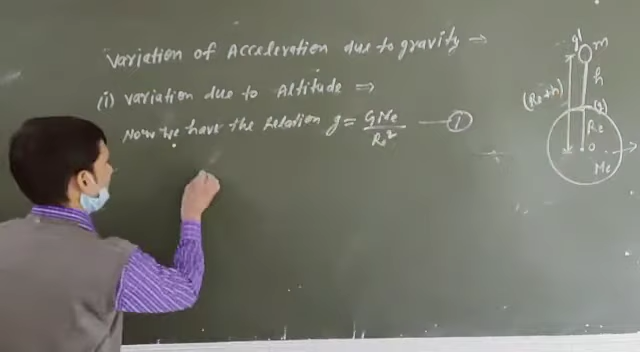 Variation of Acceleration due to gravity ⇒
(i) variation due to Altitude ⇒
Now we have the relation g = GMe/Re² —①
g'
m
h
(Re+h)
(g)
Re
O
Me